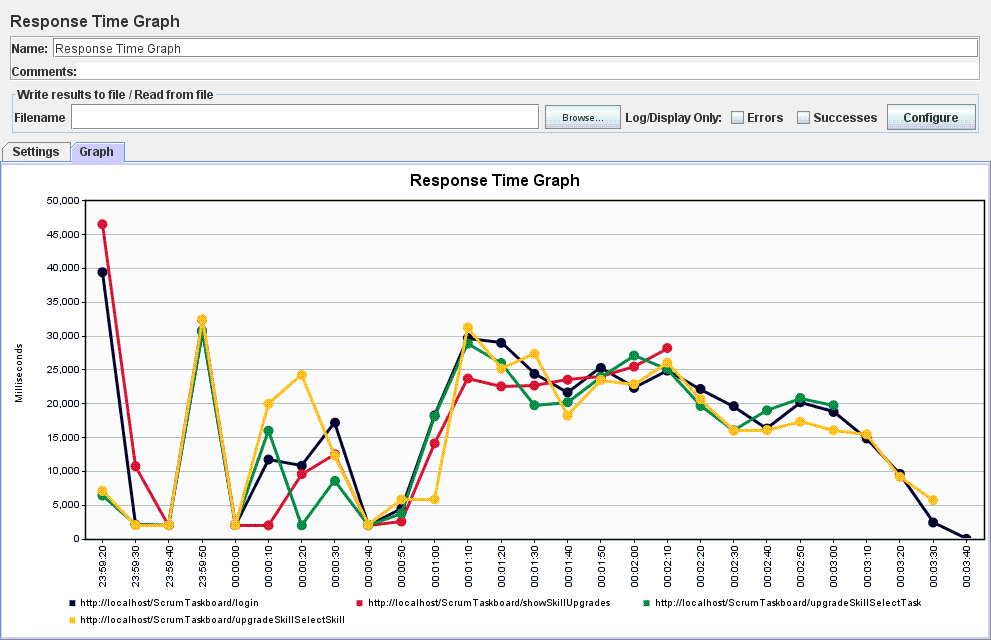 Response Time Graph
Name: Response Time Graph
Comments:
Write results to file / Read from file
Filename Browse... Log/Display Only: Errors Successes Configure
Settings Graph
Response Time Graph
Milliseconds
50,000
45,000
40,000
35,000
30,000
25,000
20,000
15,000
10,000
5,000
0
23:59:20 23:59:30 23:59:40 23:59:50 00:00:00 00:00:10 00:00:20 00:00:30 00:00:40 00:00:50 00:01:00 00:01:10 00:01:20 00:01:30 00:01:40 00:01:50 00:02:00 00:02:10 00:02:20 00:02:30 00:02:40 00:02:50 00:03:00 00:03:10 00:03:20 00:03:30 00:03:40
http://localhost/ScrumTaskboard/login http://localhost/ScrumTaskboard/showSkillUpgrades http://localhost/ScrumTaskboard/upgradeSkillSelectTask
http://localhost/ScrumTaskboard/upgradeSkillSelectSkill